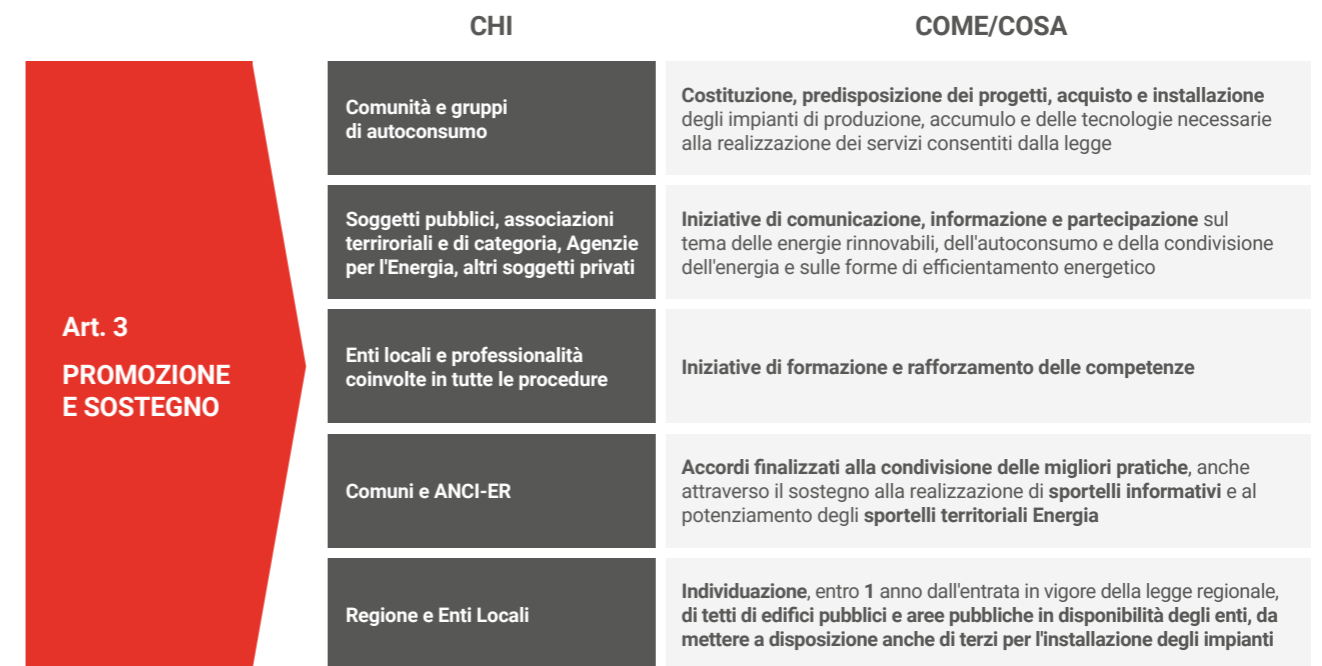 CHI
COME/COSA
Art. 3
PROMOZIONE
E SOSTEGNO
Comunità e gruppi
di autoconsumo
Costituzione, predisposizione dei progetti, acquisto e installazione
degli impianti di produzione, accumulo e delle tecnologie necessarie
alla realizzazione dei servizi consentiti dalla legge
Soggetti pubblici, associazioni
terriroriali e di categoria, Agenzie
per l'Energia, altri soggetti privati
Iniziative di comunicazione, informazione e partecipazione sul
tema delle energie rinnovabili, dell'autoconsumo e della condivisione
dell'energia e sulle forme di efficientamento energetico
Enti locali e professionalità
coinvolte in tutte le procedure
Iniziative di formazione e rafforzamento delle competenze
Comuni e ANCI-ER
Accordi finalizzati alla condivisione delle migliori pratiche, anche
attraverso il sostegno alla realizzazione di sportelli informativi e al
potenziamento degli sportelli territoriali Energia
Regione e Enti Locali
Individuazione, entro 1 anno dall'entrata in vigore della legge regionale,
di tetti di edifici pubblici e aree pubbliche in disponibilità degli enti, da
mettere a disposizione anche di terzi per l'installazione degli impianti